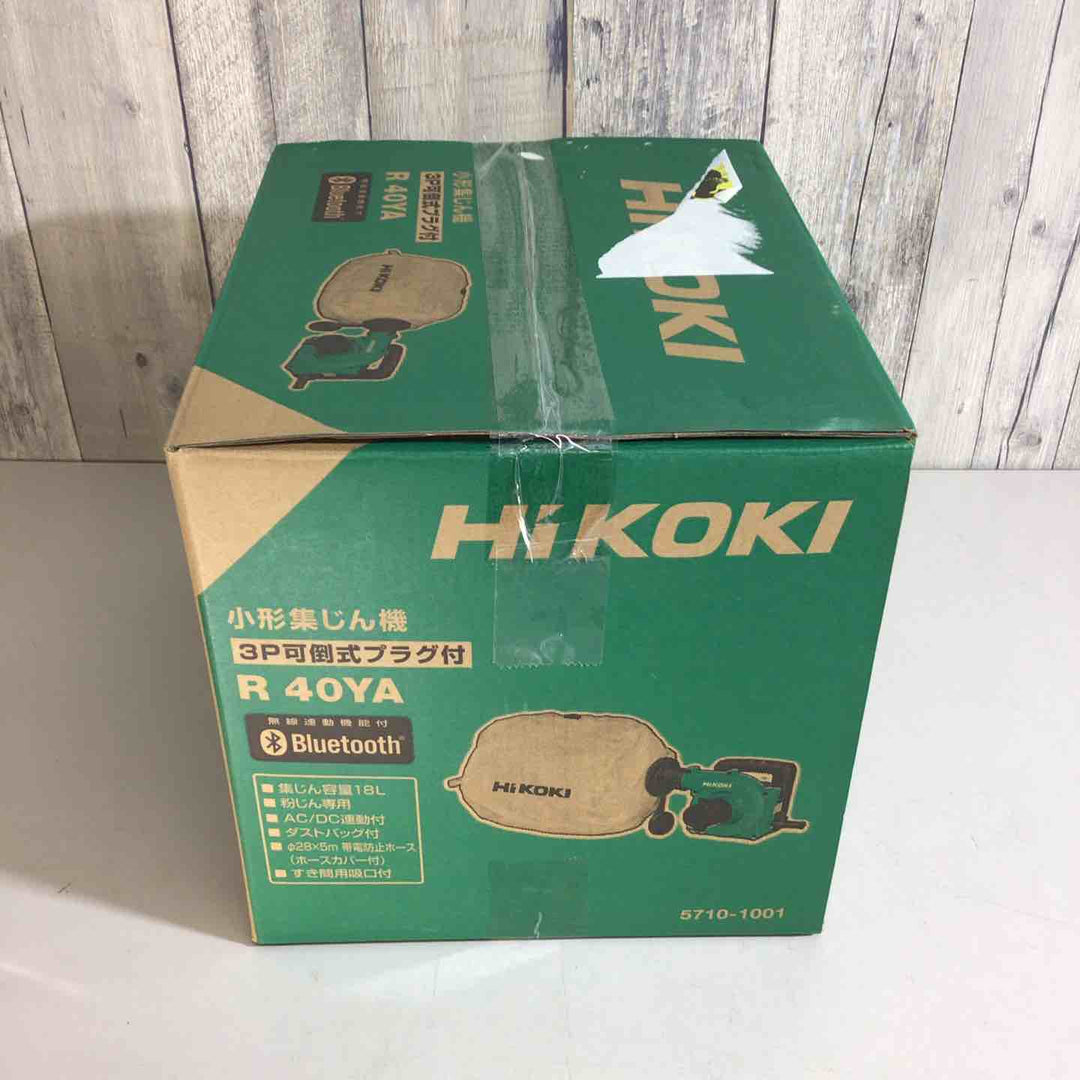 HiKOKI
小形集じん機
3P可倒式プラグ付
R 40YA
Bluetooth
HiKOKI
HiKOKI
小形集じん機
3P可倒式プラグ付
R 40YA
無線連動機能付
Bluetooth®
■ 集じん容量18L
■ 粉じん専用
■ AC/DC連動付
■ ダストバッグ付
■ φ28×5m 帯電防止ホース
(ホースカバー付)
■ すき間用吸口付
HiKOKI
HiKOKI
5710-1001